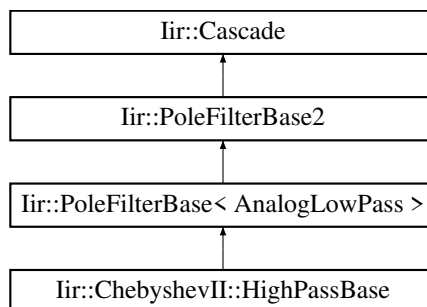 Iir::Cascade
Iir::PoleFilterBase2
Iir::PoleFilterBase< AnalogLowPass >
Iir::ChebyshevII::HighPassBase